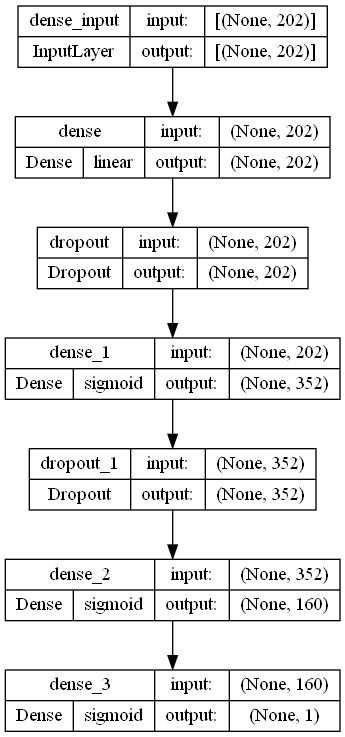 dense_input input: [(None, 202)]
InputLayer output: [(None, 202)]
dense input: (None, 202)
Dense linear output: (None, 202)
dropout input: (None, 202)
Dropout output: (None, 202)
dense_1 input: (None, 202)
Dense sigmoid output: (None, 352)
dropout_1 input: (None, 352)
Dropout output: (None, 352)
dense_2 input: (None, 352)
Dense sigmoid output: (None, 160)
dense_3 input: (None, 160)
Dense sigmoid output: (None, 1)